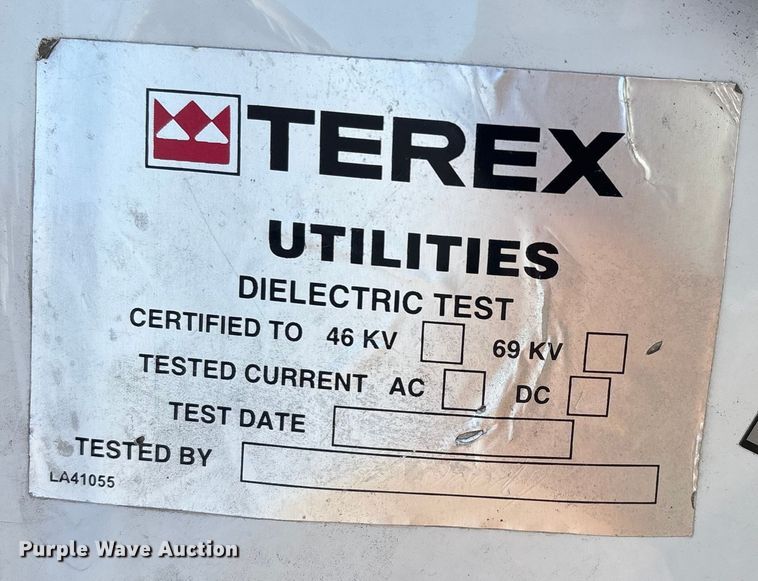 TEREX
UTILITIES
DIELECTRIC TEST
CERTIFIED TO 46 KV 69 KV
TESTED CURRENT AC DC
TEST DATE
TESTED BY
LA41055
Purple Wave Auction